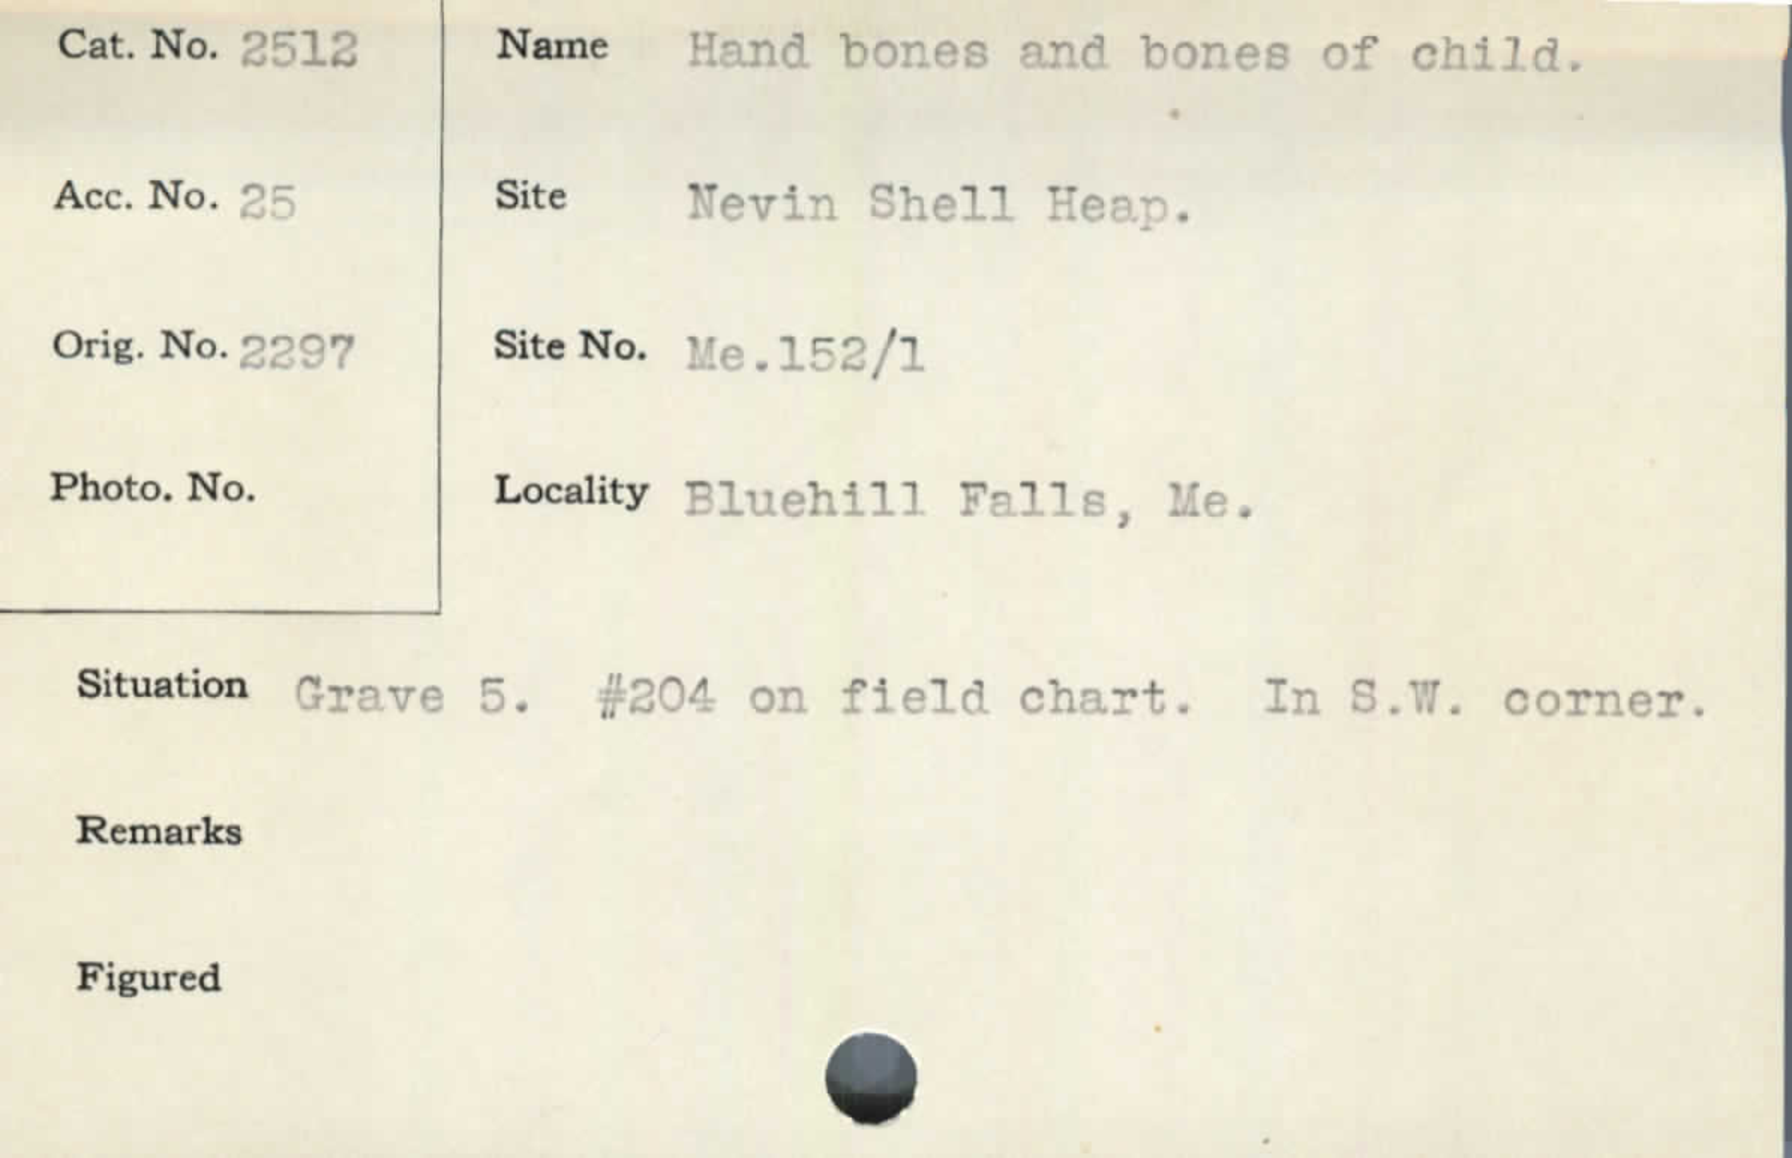 Cat. No. 2512 Name Hand bones and bones of child.
Acc. No. 25 Site Nevin Shell Heap.
Orig. No. 2297 Site No. Me.152/1
Photo. No. Locality Bluehill Falls, Me.
Situation Grave 5. #204 on field chart. In S.W. corner.
Remarks
Figured